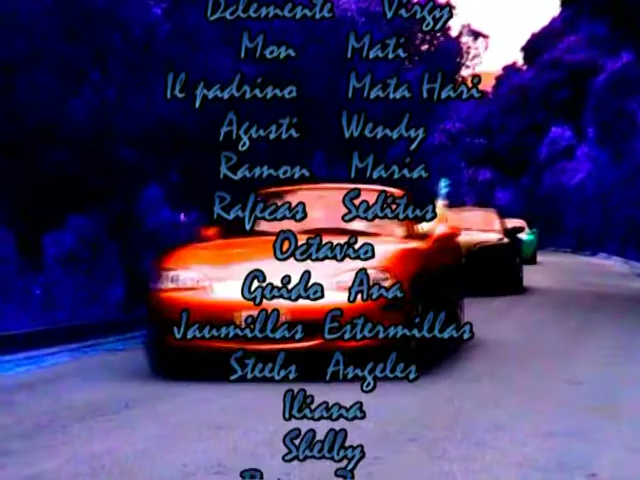 Dclemente Virgy
Mon Mati
Il padrino Mata Hari
Agusti Wendy
Ramon Maria
Rafecas Seditus
Octavio
Guido Ana
Jaumillas Estermillas
Steebs Angeles
Iliana
Shelby